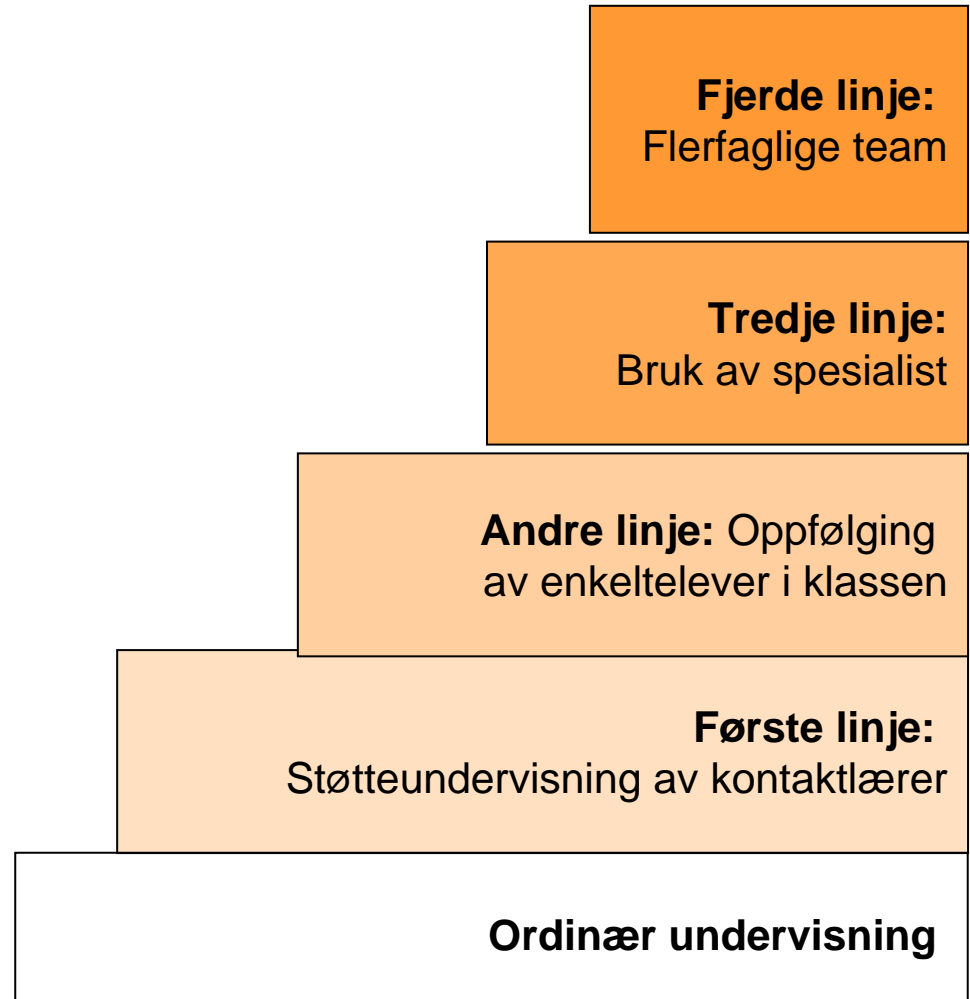 Fjerde linje:
Flerfaglige team
Tredje linje:
Bruk av spesialist
Andre linje: Oppfølging
av enkeltelever i klassen
Første linje:
Støtteundervisning av kontaktlærer
Ordinær undervisning